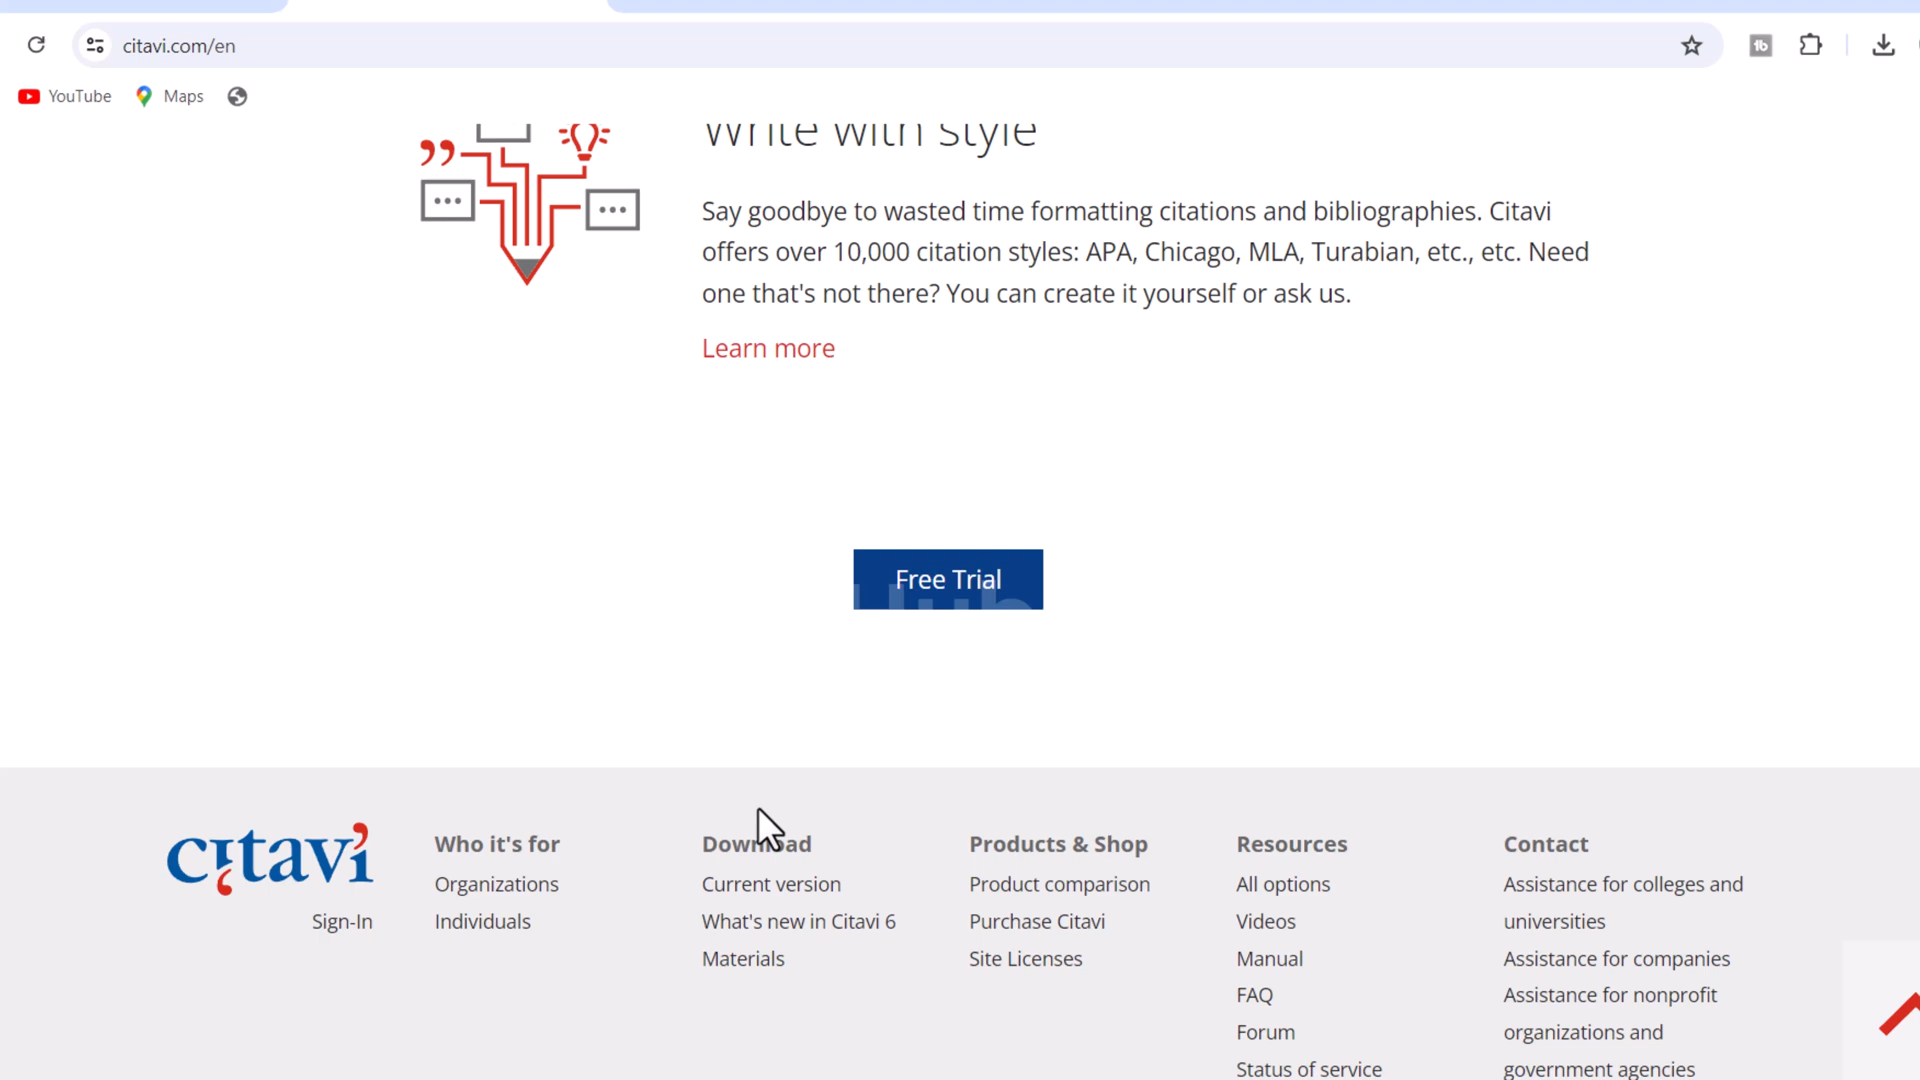 citavi.com/en
YouTube
Maps
Write with style
Say goodbye to wasted time formatting citations and bibliographies. Citavi
offers over 10,000 citation styles: APA, Chicago, MLA, Turabian, etc., etc. Need
one that's not there? You can create it yourself or ask us.
Learn more
Free Trial
citavi
Sign-In
Who it's for
Organizations
Individuals
Download
Current version
What's new in Citavi 6
Materials
Products & Shop
Product comparison
Purchase Citavi
Site Licenses
Resources
All options
Videos
Manual
FAQ
Forum
Status of service
Contact
Assistance for colleges and
universities
Assistance for companies
Assistance for nonprofit
organizations and
government agencies